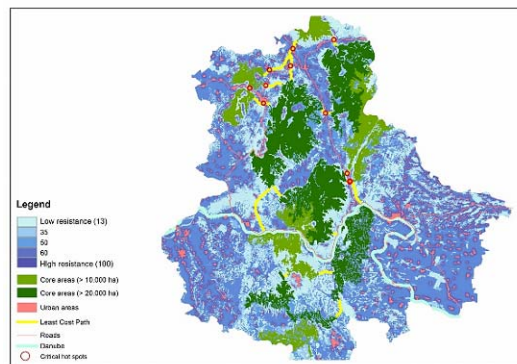 Legend
Low resistance (13)
35
50
60
High resistance (100)
Core areas (> 10.000 ha)
Core areas (> 20.000 ha)
Urban areas
Least Cost Path
Roads
Danube
Critical hot spots